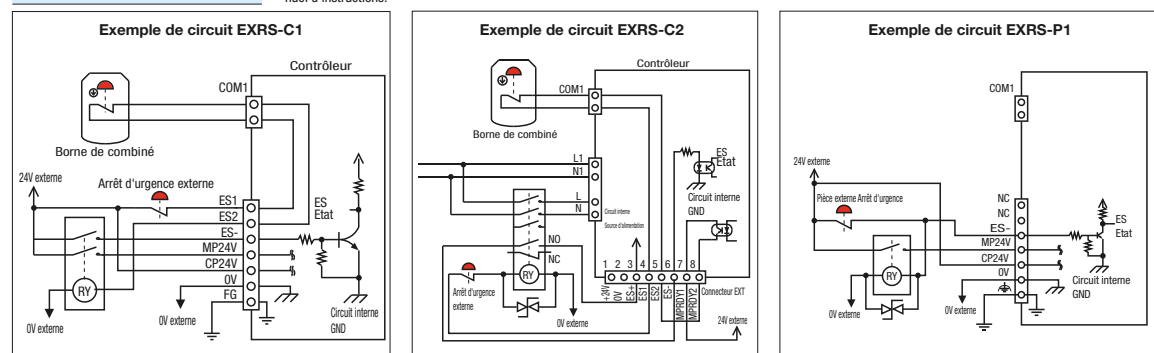 nuel d'instructions.
Exemple de circuit EXRS-C1
Contrôleur
COM1
Borne de combiné
24V externe
Arrêt d'urgence externe
ES1
ES2
ES-
MP24V
CP24V
0V
FG
ES
Etat
RY
0V
0V externe
Circuit interne
GND
Exemple de circuit EXRS-C2
Contrôleur
COM1
Borne de combiné
L1
N1
L
N
Circuit interne
Source d'alimentation
ES
Etat
Circuit interne
GND
NO
NC
1 2 3 4 5 6 7 8
Connecteur EXT
+24V
0V
ES+
ES1
ES2
ES-
MPRDY1
MPRDY2
RY
Arrêt d'urgence
externe
0V externe
24V externe
Exemple de circuit EXRS-P1
Contrôleur
COM1
24V externe
Pièce externe Arrêt d'urgence
NC
NC
ES-
MP24V
CP24V
0V
ES
Etat
RY
0V externe
0V externe
Circuit interne
GND